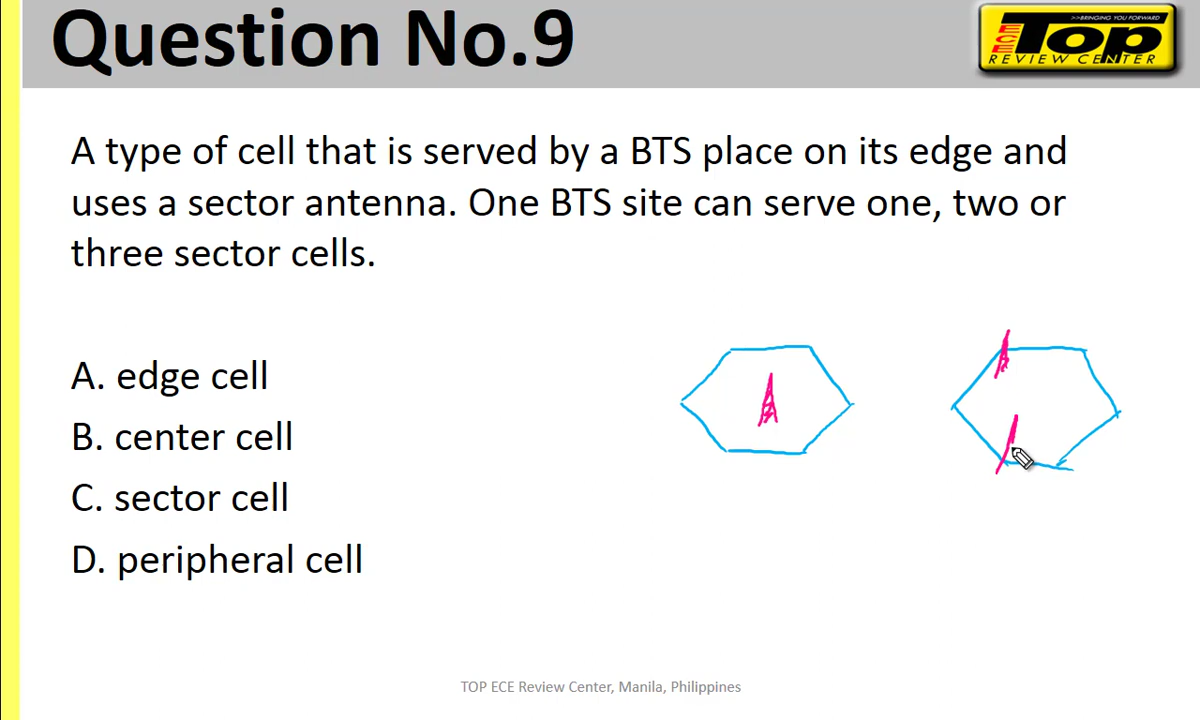 Question No.9
>>BRINGING YOU FORWARD
ECE Top
REVIEW CENTER
A type of cell that is served by a BTS place on its edge and
uses a sector antenna. One BTS site can serve one, two or
three sector cells.
A. edge cell
B. center cell
C. sector cell
D. peripheral cell
TOP ECE Review Center, Manila, Philippines